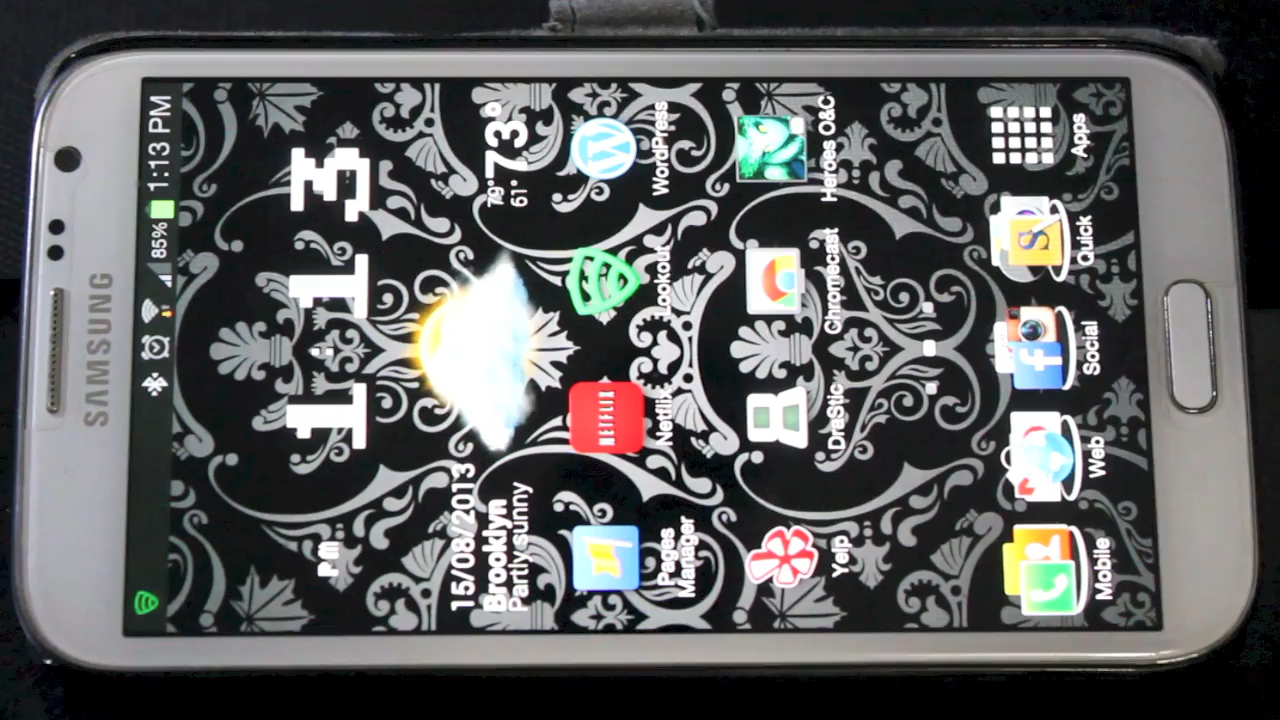 SAMSUNG
85% 1:13 PM
pm 1:13
15/08/2013
Brooklyn
Partly sunny
79°
61°
73°
NETFLIX
Pages Manager
Netflix
Lookout
WordPress
Yelp
DraStic
Chromecast
Heroes O&C
Mobile
Web
Social
Quick
Apps